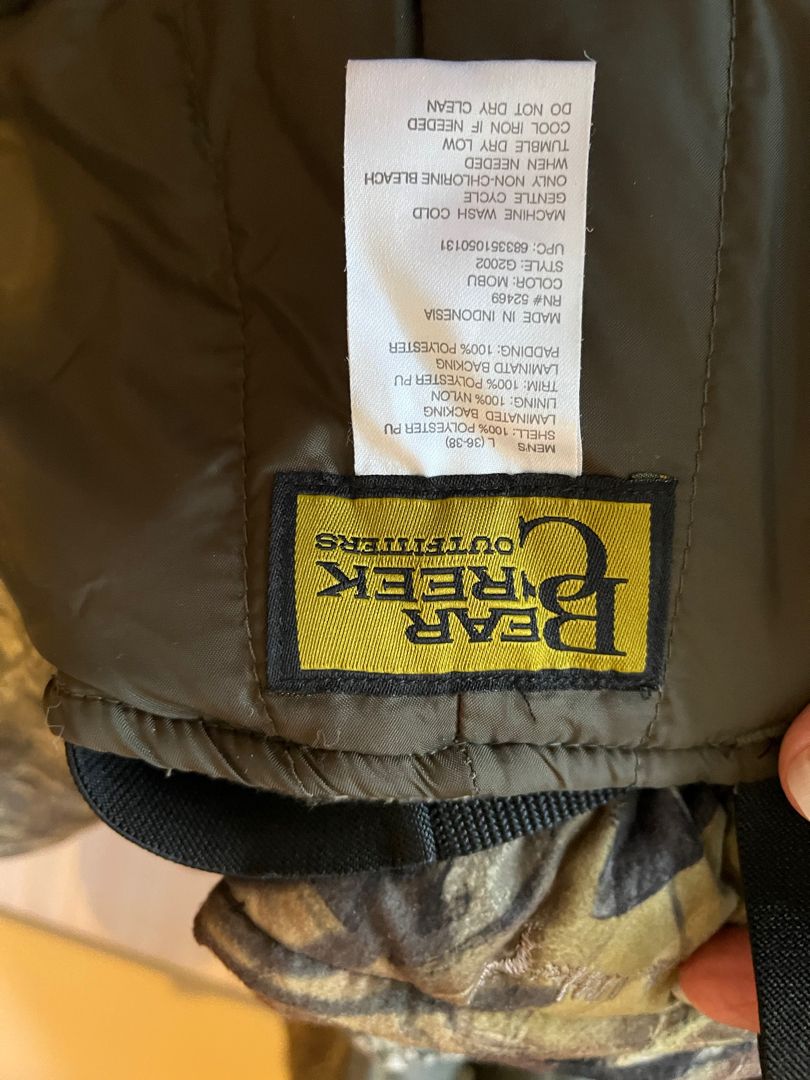 BEAR
CREEK
OUTFITTERS
MEN'S L (36-38)
SHELL: 100% POLYESTER PU
LAMINATED BACKING
LINING: 100% NYLON
TRIM: 100% POLYESTER PU
LAMINATD BACKING
PADDING: 100% POLYESTER
MADE IN INDONESIA
RN# 52469
COLOR: MOBU
STYLE: G2002
UPC: 683351050131
MACHINE WASH COLD
GENTLE CYCLE
ONLY NON-CHLORINE BLEACH
WHEN NEEDED
TUMBLE DRY LOW
COOL IRON IF NEEDED
DO NOT DRY CLEAN